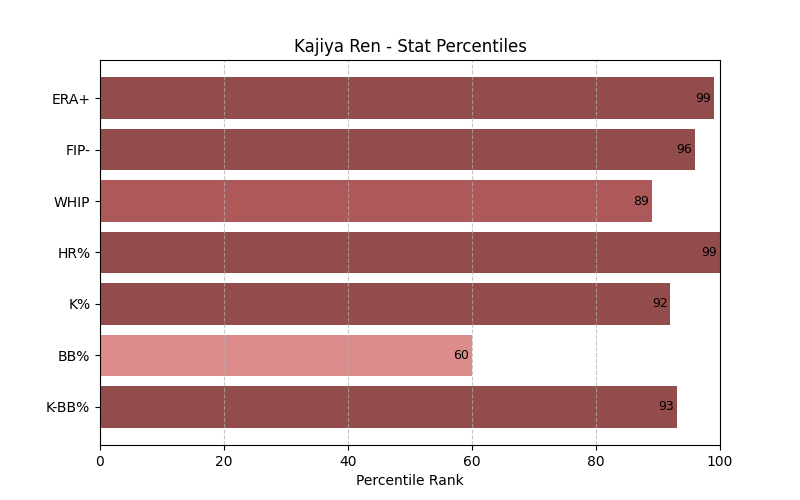 Kajiya Ren - Stat Percentiles
ERA+ 99
FIP- 96
WHIP 89
HR% 99
K% 92
BB% 60
K-BB% 93
0 20 40 60 80 100
Percentile Rank